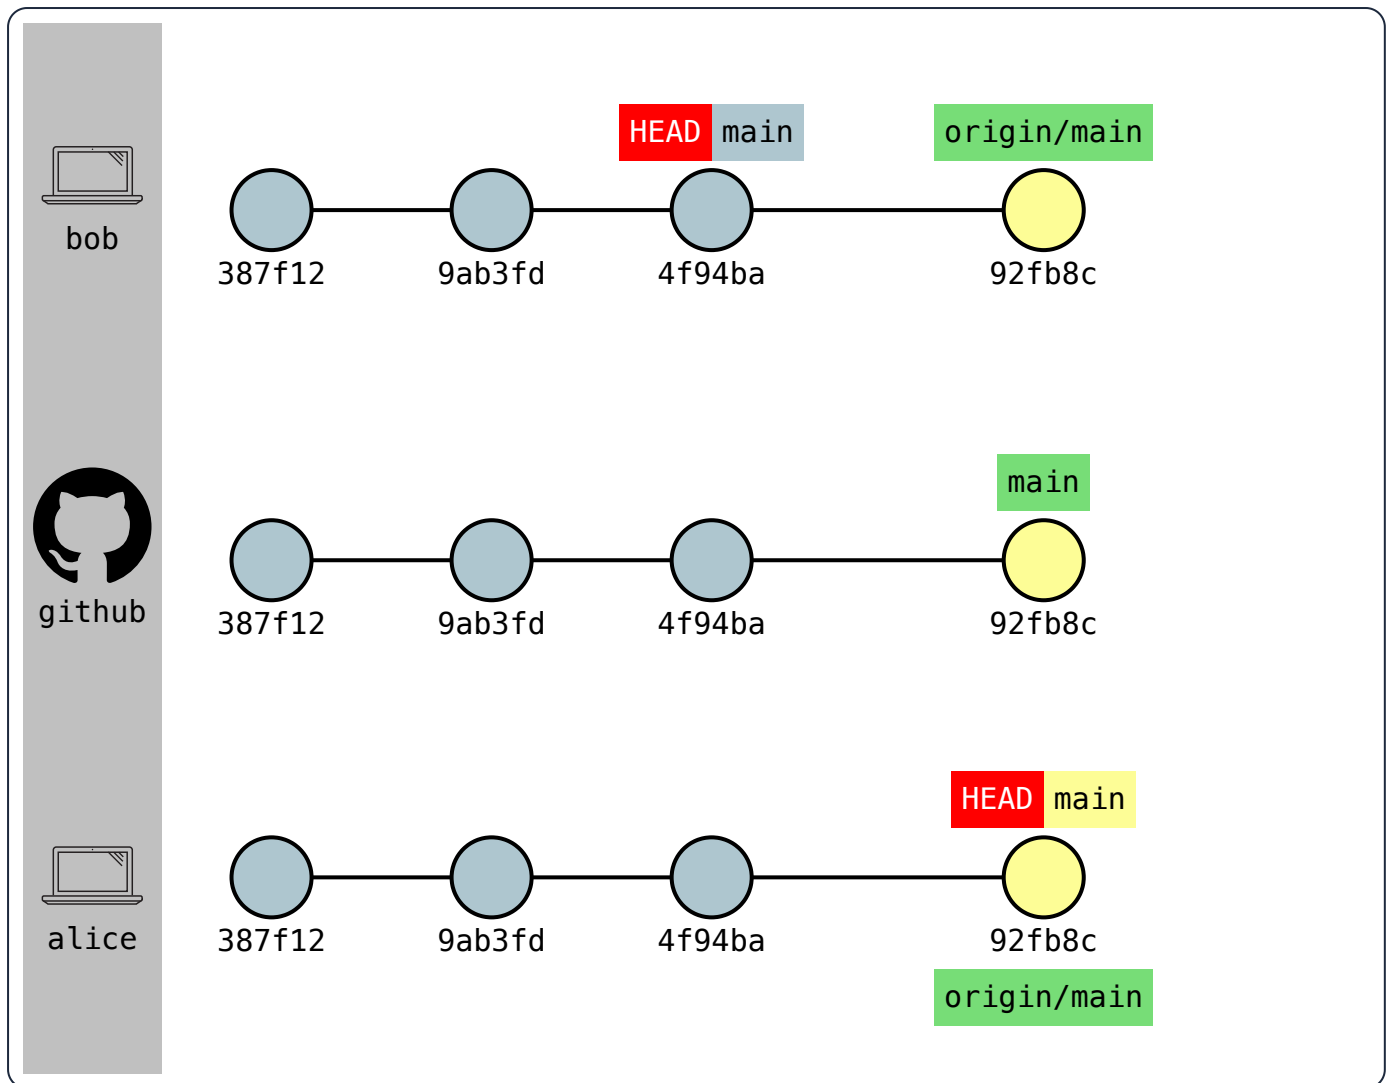 HEAD main origin/main
bob
387f12 9ab3fd 4f94ba 92fb8c
main
github
387f12 9ab3fd 4f94ba 92fb8c
HEAD main
alice
387f12 9ab3fd 4f94ba 92fb8c
origin/main